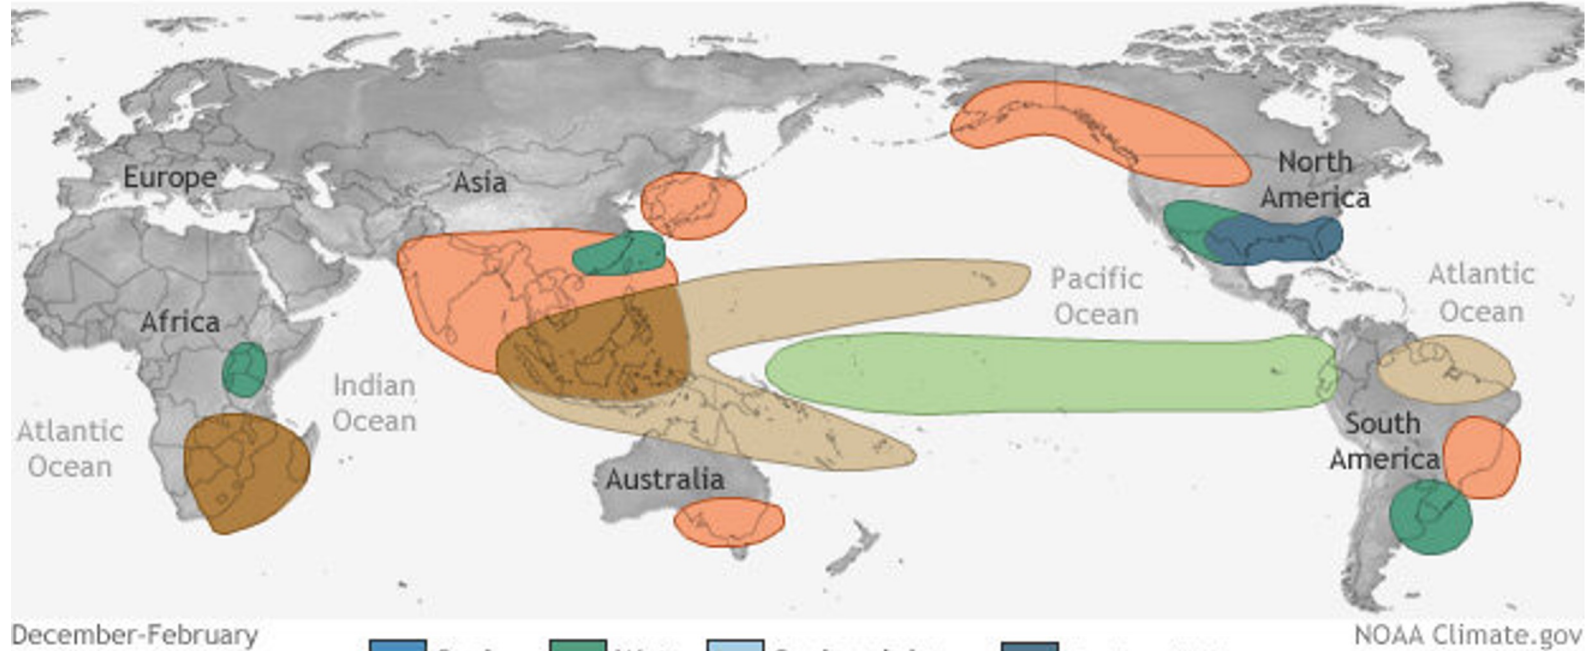 Europe
Asia
North
America
Africa
Pacific
Ocean
Atlantic
Ocean
Indian
Ocean
Atlantic
Ocean
South
America
Australia
December-February
NOAA Climate.gov